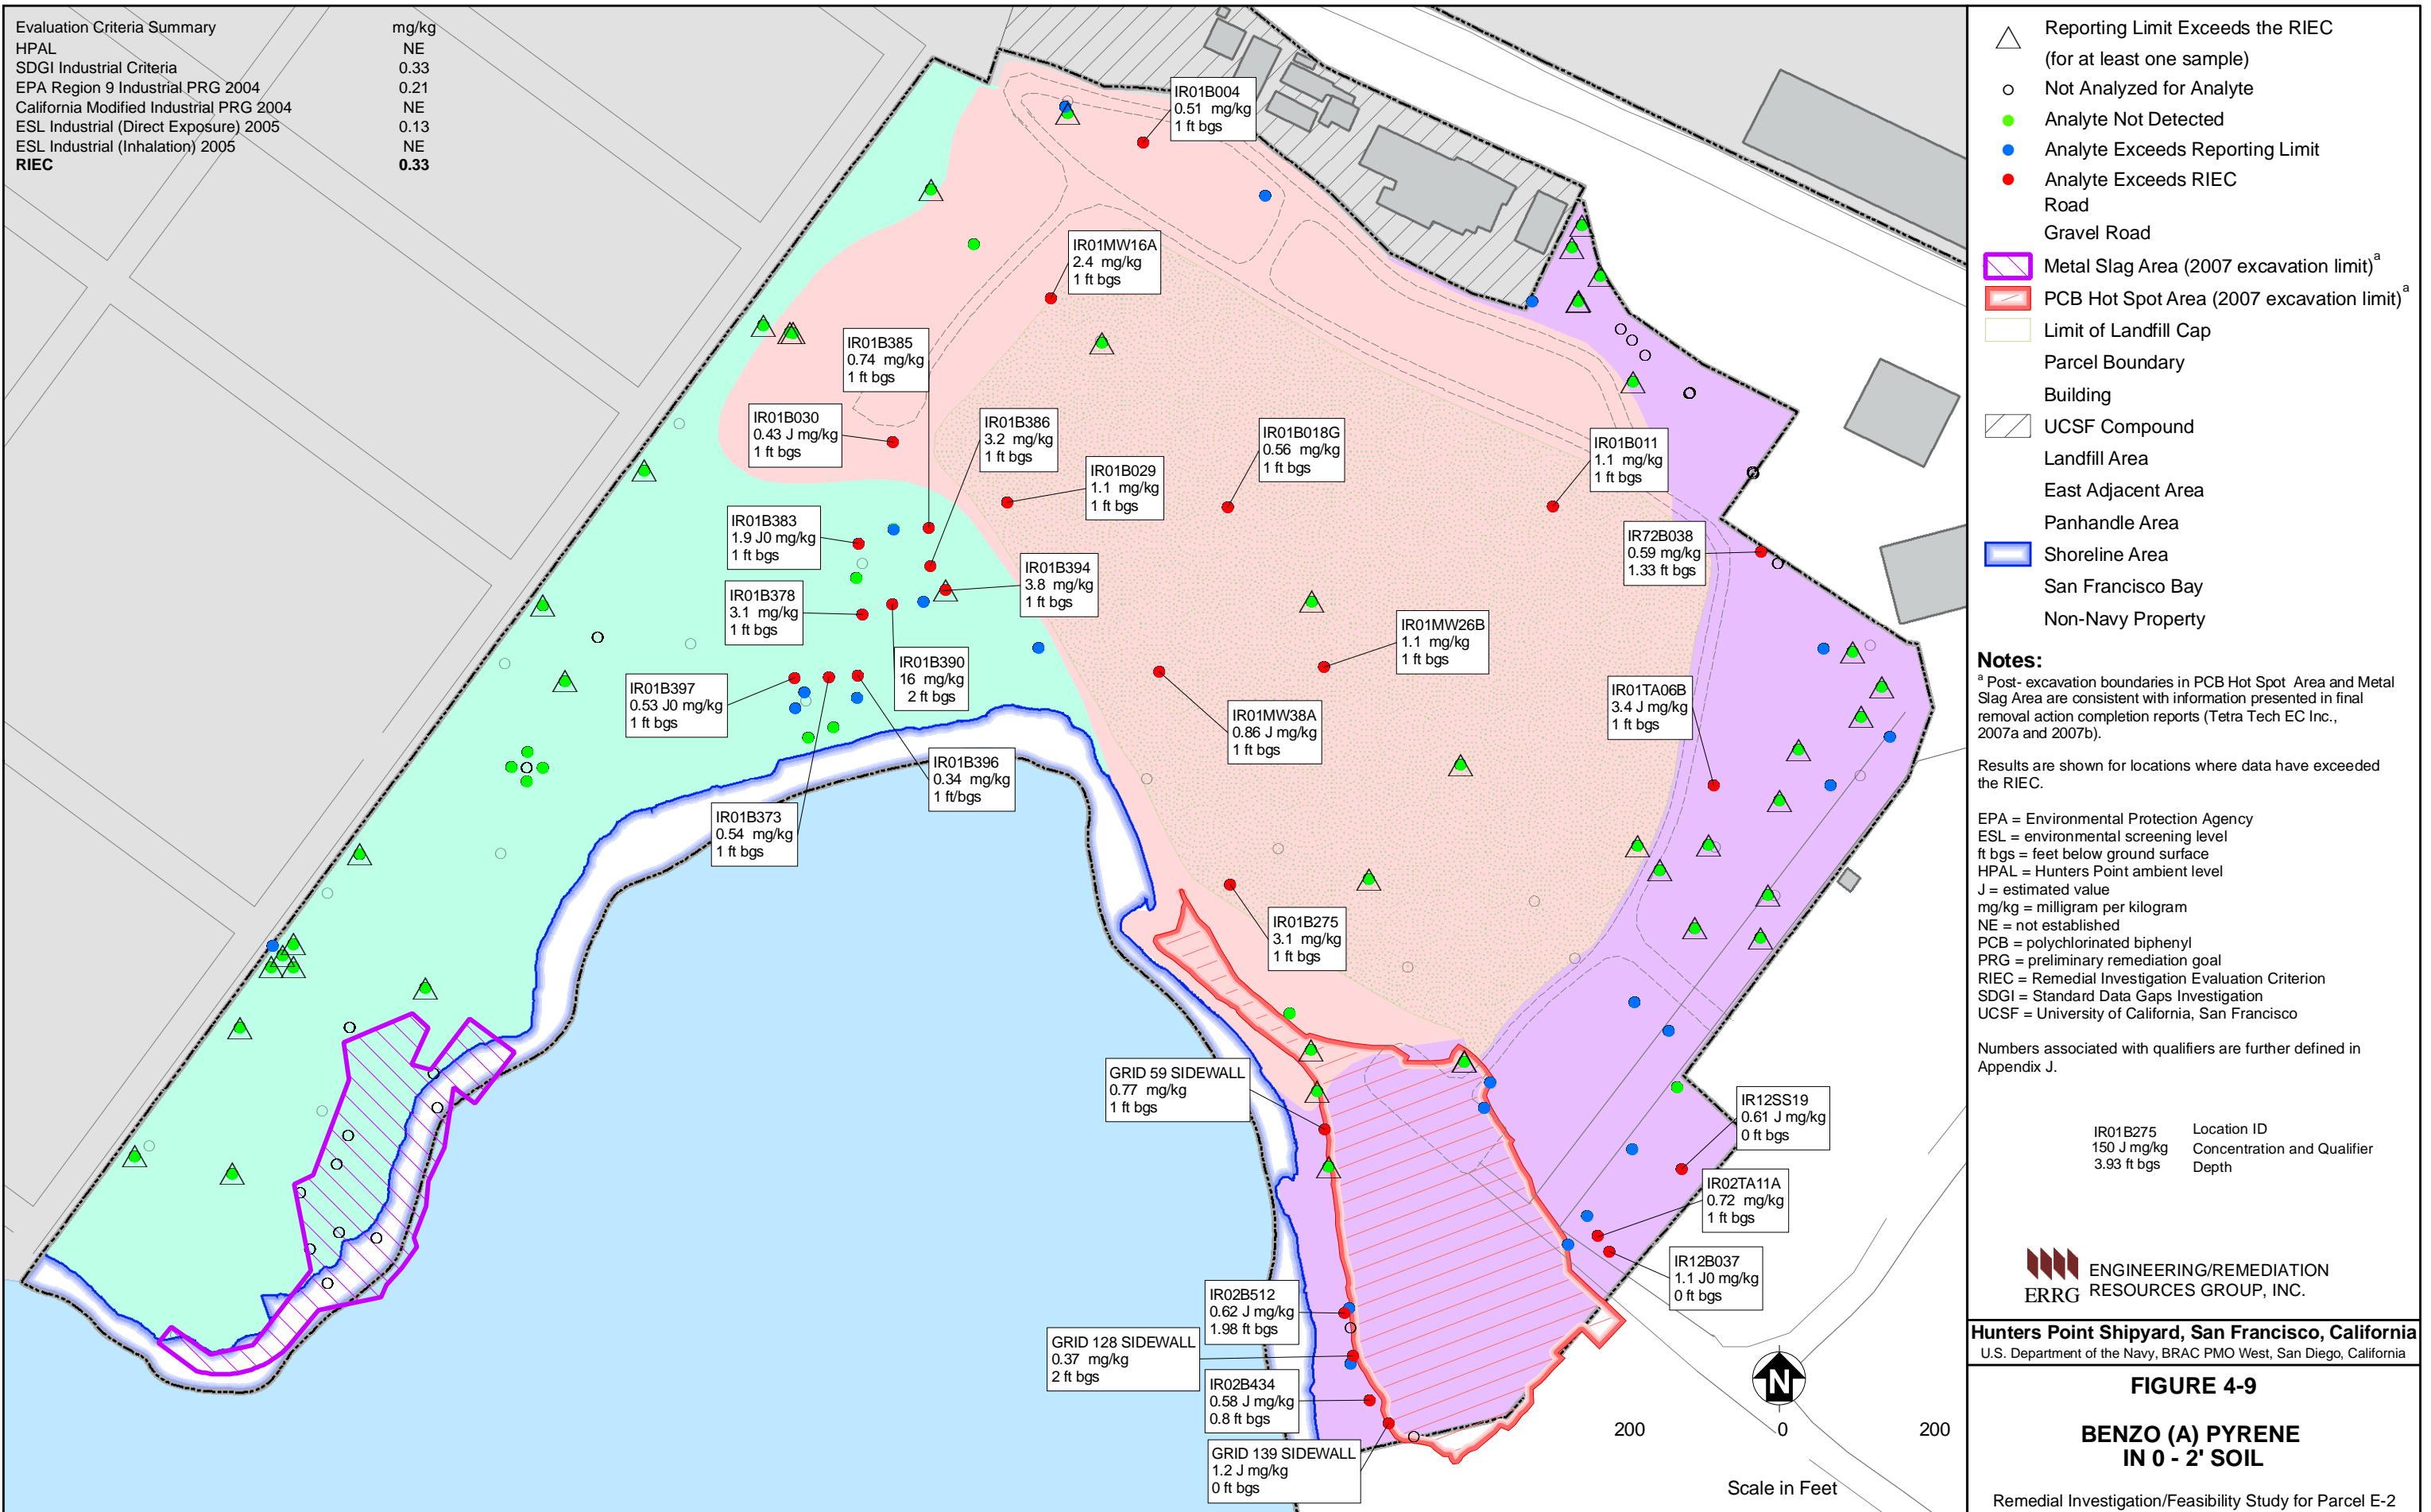 Evaluation Criteria Summary mg/kg
HPAL NE
SDGI Industrial Criteria 0.33
EPA Region 9 Industrial PRG 2004 0.21
California Modified Industrial PRG 2004 NE
ESL Industrial (Direct Exposure) 2005 0.13
ESL Industrial (Inhalation) 2005 NE
RIEC 0.33
IR01B004
0.51 mg/kg
1 ft bgs
IR01MW16A
2.4 mg/kg
1 ft bgs
IR01B385
0.74 mg/kg
1 ft bgs
IR01B030
0.43 J mg/kg
1 ft bgs
IR01B386
3.2 mg/kg
1 ft bgs
IR01B029
1.1 mg/kg
1 ft bgs
IR01B018G
0.56 mg/kg
1 ft bgs
IR01B011
1.1 mg/kg
1 ft bgs
IR01B383
1.9 J0 mg/kg
1 ft bgs
IR72B038
0.59 mg/kg
1.33 ft bgs
IR01B394
3.8 mg/kg
1 ft bgs
IR01B378
3.1 mg/kg
1 ft bgs
IR01MW26B
1.1 mg/kg
1 ft bgs
IR01B390
16 mg/kg
2 ft bgs
IR01B397
0.53 J0 mg/kg
1 ft bgs
IR01TA06B
3.4 J mg/kg
1 ft bgs
IR01MW38A
0.86 J mg/kg
1 ft bgs
IR01B396
0.34 mg/kg
1 ft/bgs
IR01B373
0.54 mg/kg
1 ft bgs
IR01B275
3.1 mg/kg
1 ft bgs
GRID 59 SIDEWALL
0.77 mg/kg
1 ft bgs
IR12SS19
0.61 J mg/kg
0 ft bgs
IR02TA11A
0.72 mg/kg
1 ft bgs
IR12B037
1.1 J0 mg/kg
0 ft bgs
IR02B512
0.62 J mg/kg
1.98 ft bgs
GRID 128 SIDEWALL
0.37 mg/kg
2 ft bgs
IR02B434
0.58 J mg/kg
0.8 ft bgs
GRID 139 SIDEWALL
1.2 J mg/kg
0 ft bgs
N
200 0 200
Scale in Feet
Reporting Limit Exceeds the RIEC
(for at least one sample)
Not Analyzed for Analyte
Analyte Not Detected
Analyte Exceeds Reporting Limit
Analyte Exceeds RIEC
Road
Gravel Road
Metal Slag Area (2007 excavation limit)a
PCB Hot Spot Area (2007 excavation limit)a
Limit of Landfill Cap
Parcel Boundary
Building
UCSF Compound
Landfill Area
East Adjacent Area
Panhandle Area
Shoreline Area
San Francisco Bay
Non-Navy Property
Notes:
a Post- excavation boundaries in PCB Hot Spot Area and Metal
Slag Area are consistent with information presented in final
removal action completion reports (Tetra Tech EC Inc.,
2007a and 2007b).
Results are shown for locations where data have exceeded
the RIEC.
EPA = Environmental Protection Agency
ESL = environmental screening level
ft bgs = feet below ground surface
HPAL = Hunters Point ambient level
J = estimated value
mg/kg = milligram per kilogram
NE = not established
PCB = polychlorinated biphenyl
PRG = preliminary remediation goal
RIEC = Remedial Investigation Evaluation Criterion
SDGI = Standard Data Gaps Investigation
UCSF = University of California, San Francisco
Numbers associated with qualifiers are further defined in
Appendix J.
IR01B275 Location ID
150 J mg/kg Concentration and Qualifier
3.93 ft bgs Depth
ERRG
ENGINEERING/REMEDIATION
RESOURCES GROUP, INC.
Hunters Point Shipyard, San Francisco, California
U.S. Department of the Navy, BRAC PMO West, San Diego, California
FIGURE 4-9
BENZO (A) PYRENE
IN 0 - 2' SOIL
Remedial Investigation/Feasibility Study for Parcel E-2